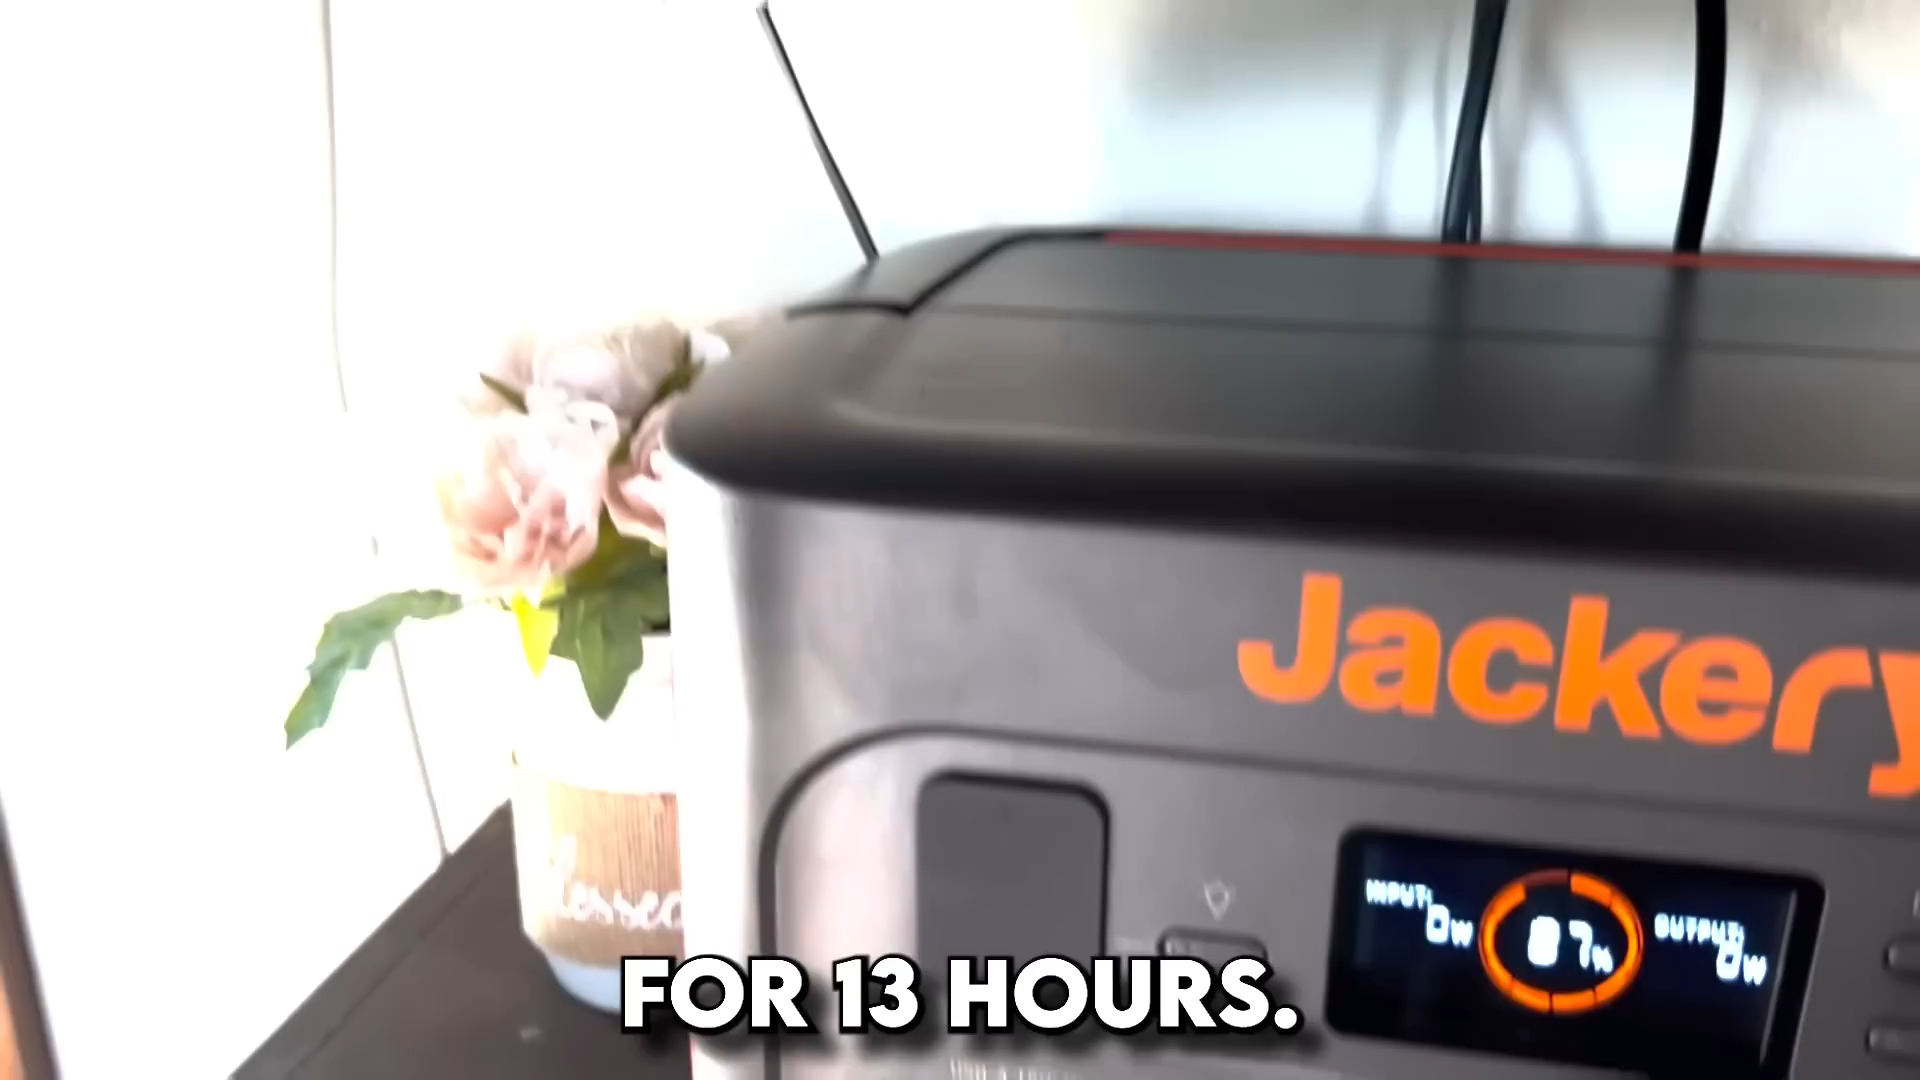 Jackery
INPUT:
0W
87%
OUTPUT:
0W
FOR 13 HOURS.